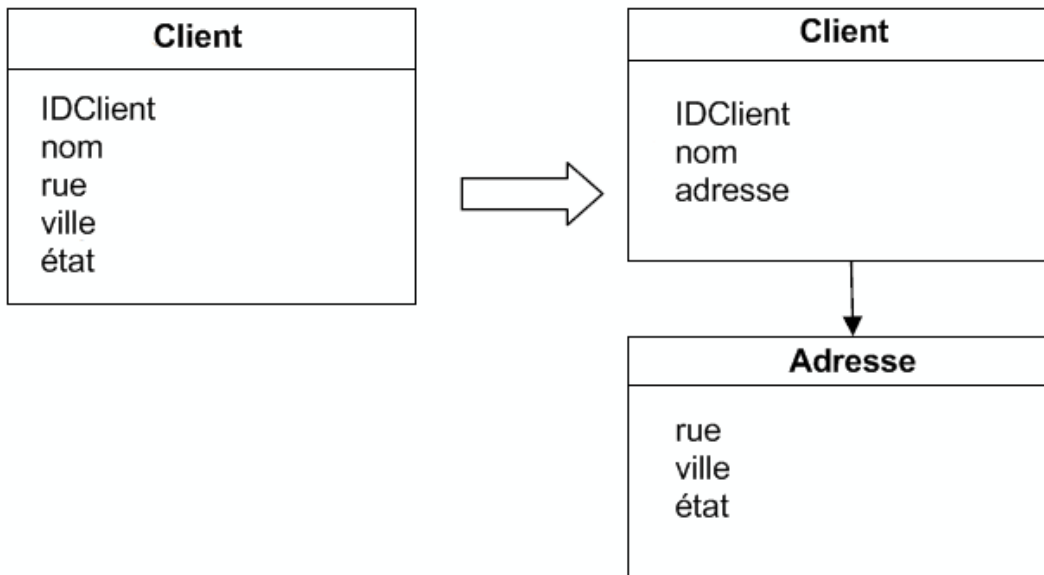 Client
IDClient
nom
rue
ville
état
Client
IDClient
nom
adresse
Adresse
rue
ville
état